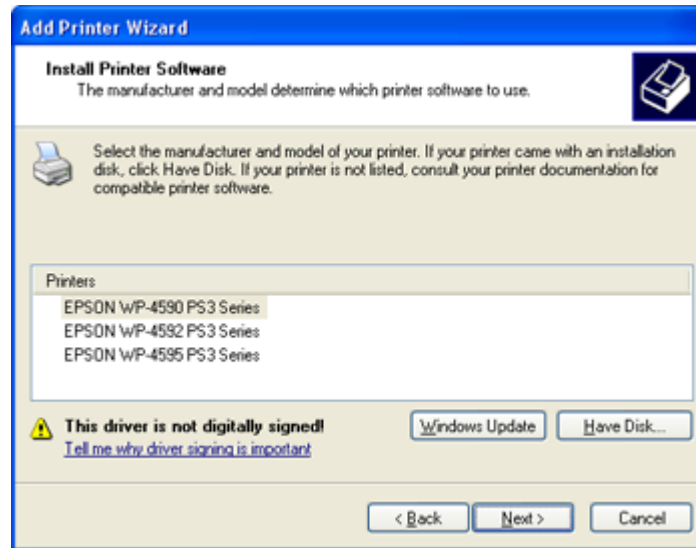 Add Printer Wizard
Install Printer Software
The manufacturer and model determine which printer software to use.
Select the manufacturer and model of your printer. If your printer came with an installation
disk, click Have Disk. If your printer is not listed, consult your printer documentation for
compatible printer software.
Printers
EPSON WP-4590 PS3 Series
EPSON WP-4592 PS3 Series
EPSON WP-4595 PS3 Series
This driver is not digitally signed!
Tell me why driver signing is important
Windows Update
Have Disk...
< Back
Next >
Cancel